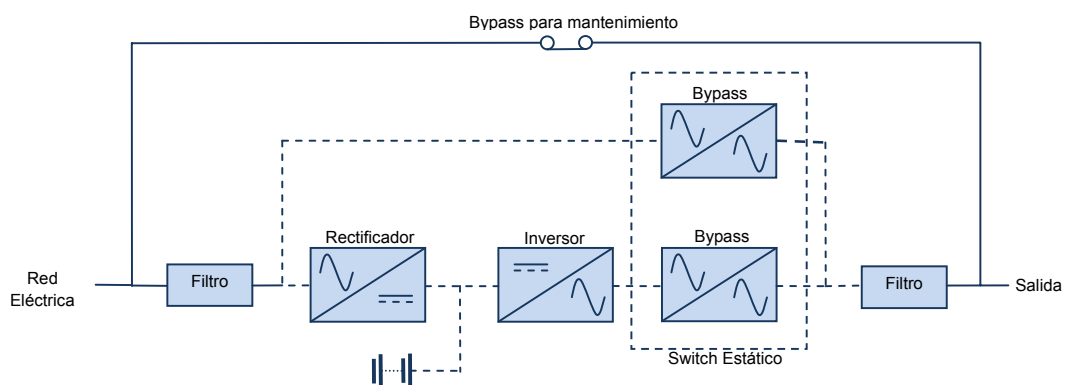 Bypass para mantenimiento
Bypass
Rectificador
Inversor
Bypass
Red
Eléctrica
Filtro
Filtro
Salida
Switch Estático